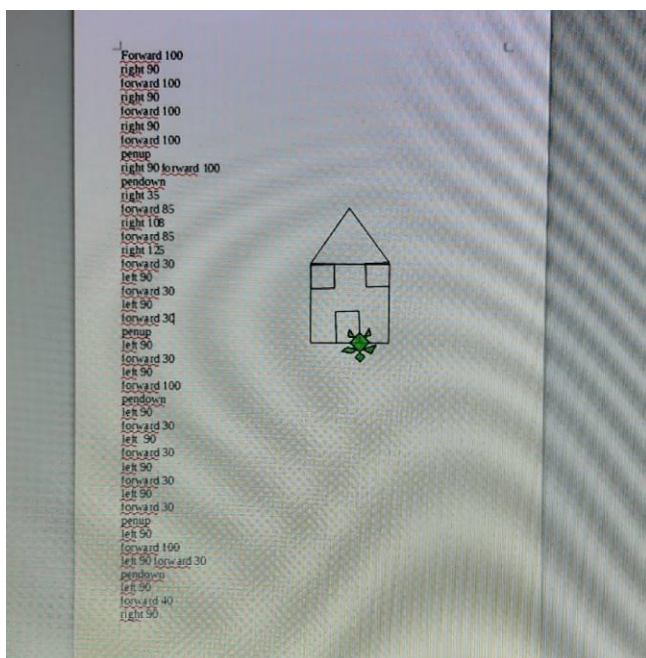 Forward 100
right 90
forward 100
right 90
forward 100
right 90
forward 100
penup
right 90 forward 100
pendown
right 35
forward 85
right 108
forward 85
right 125
forward 30
left 90
forward 30
left 90
forward 30
penup
left 90
forward 30
left 90
forward 100
pendown
left 90
forward 30
left  90
forward 30
left 90
forward 30
left 90
forward 30
penup
left 90
forward 100
left 90 forward 30
pendown
left 90
forward 40
right 90